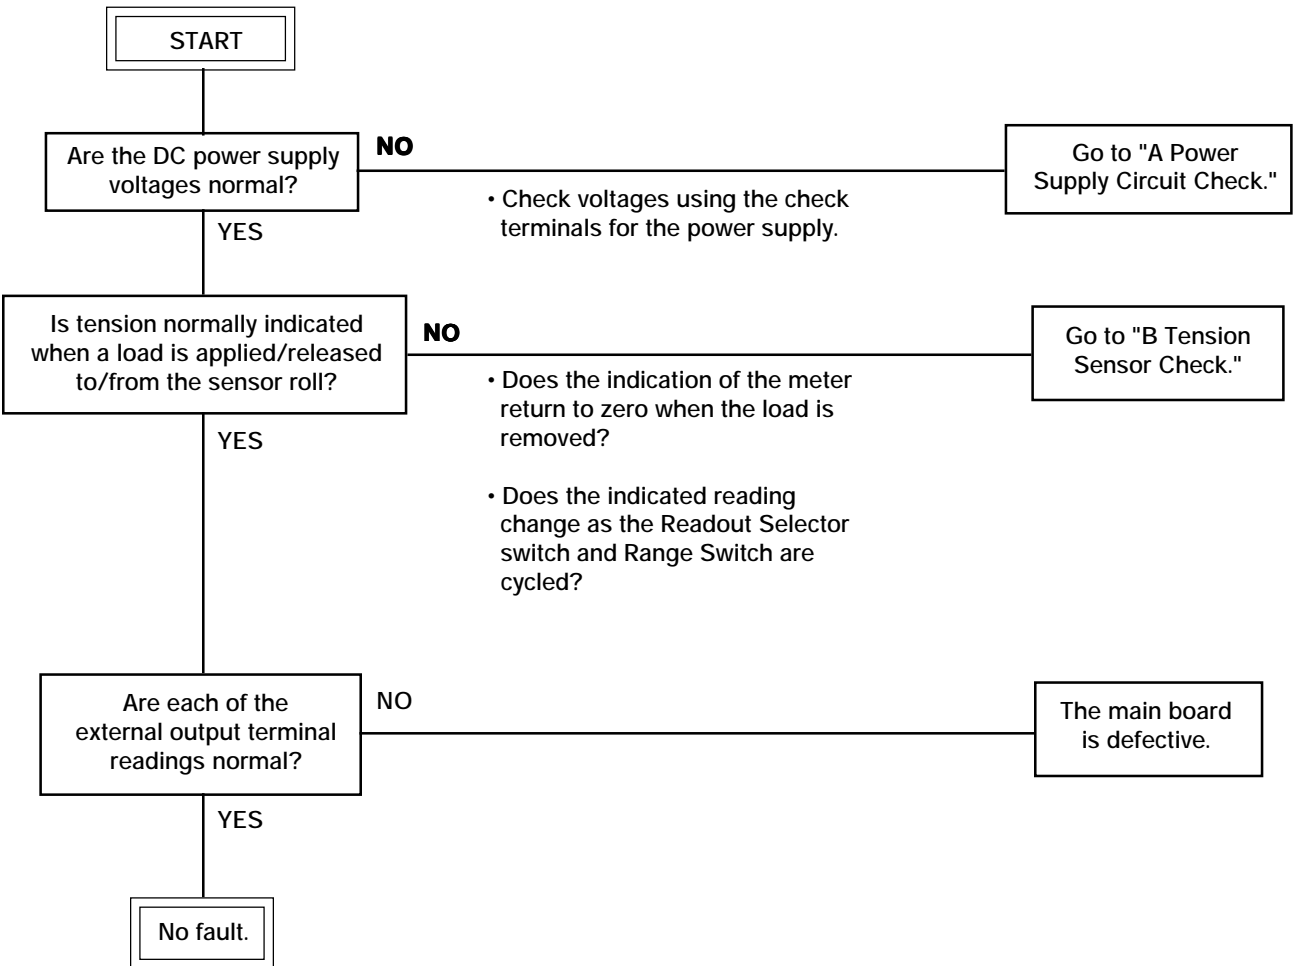 START
Are the DC power supply
voltages normal?
NO
• Check voltages using the check
terminals for the power supply.
Go to "A Power
Supply Circuit Check."
YES
Is tension normally indicated
when a load is applied/released
to/from the sensor roll?
NO
• Does the indication of the meter
return to zero when the load is
removed?
• Does the indicated reading
change as the Readout Selector
switch and Range Switch are
cycled?
Go to "B Tension
Sensor Check."
YES
Are each of the
external output terminal
readings normal?
NO
The main board
is defective.
YES
No fault.